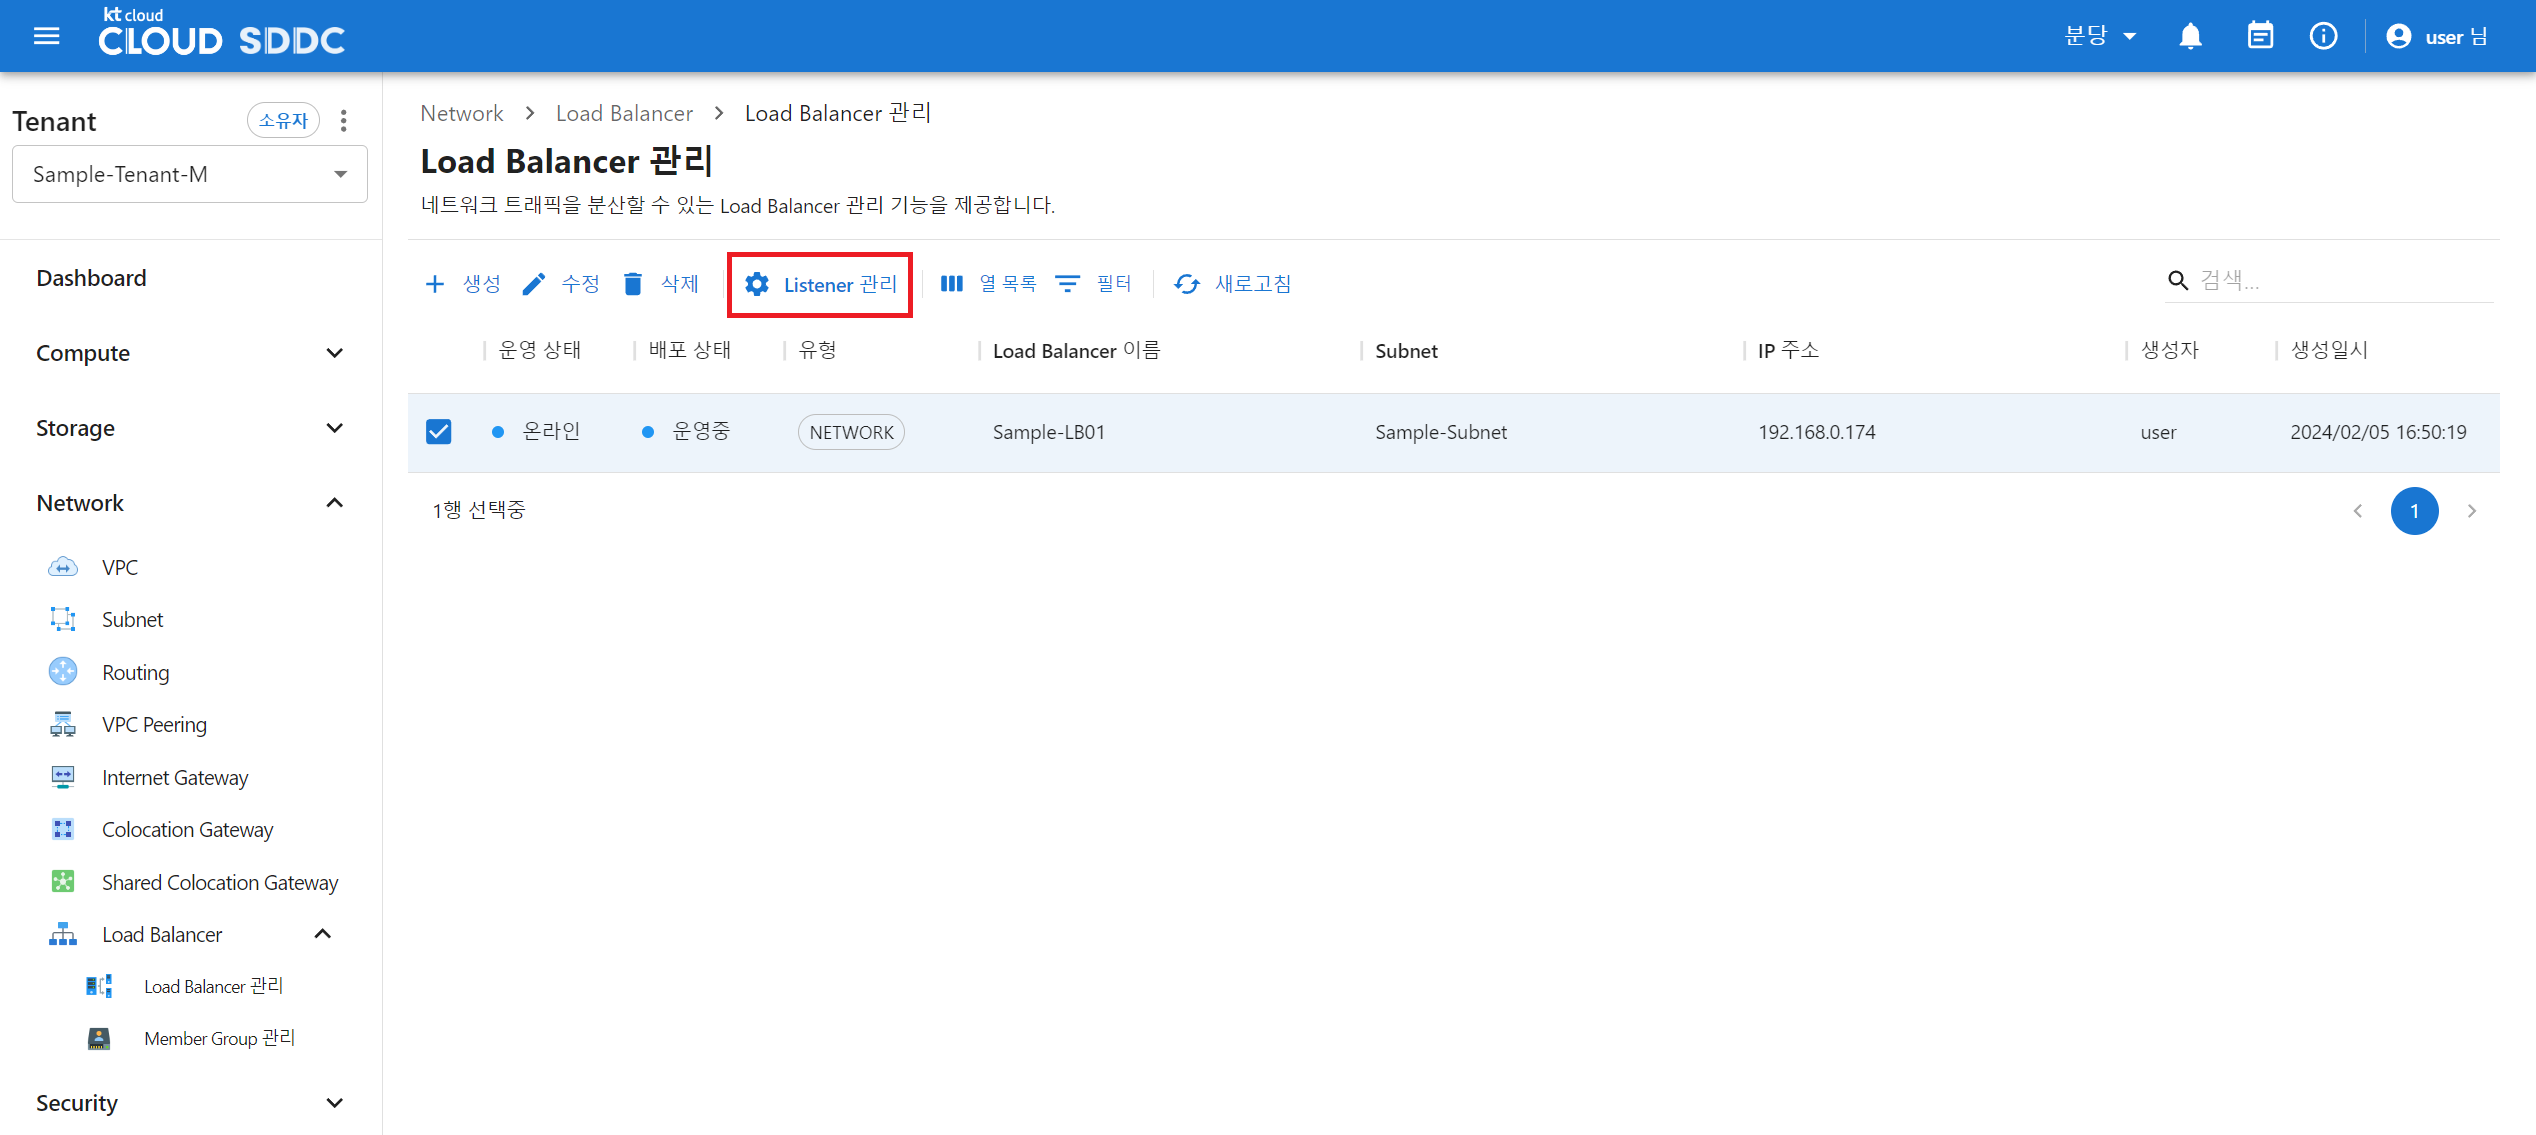 kt cloud
CLOUD SDDC
분당
user 님
Tenant
소유자
Sample-Tenant-M
Dashboard
Compute
Storage
Network
VPC
Subnet
Routing
VPC Peering
Internet Gateway
Colocation Gateway
Shared Colocation Gateway
Load Balancer
Load Balancer 관리
Member Group 관리
Security
Network > Load Balancer > Load Balancer 관리
Load Balancer 관리
네트워크 트래픽을 분산할 수 있는 Load Balancer 관리 기능을 제공합니다.
생성 수정 삭제 Listener 관리 열 목록 필터 새로고침 검색...
운영 상태 배포 상태 유형 Load Balancer 이름 Subnet IP 주소 생성자 생성일시
온라인 운영중 NETWORK Sample-LB01 Sample-Subnet 192.168.0.174 user 2024/02/05 16:50:19
1행 선택중
1